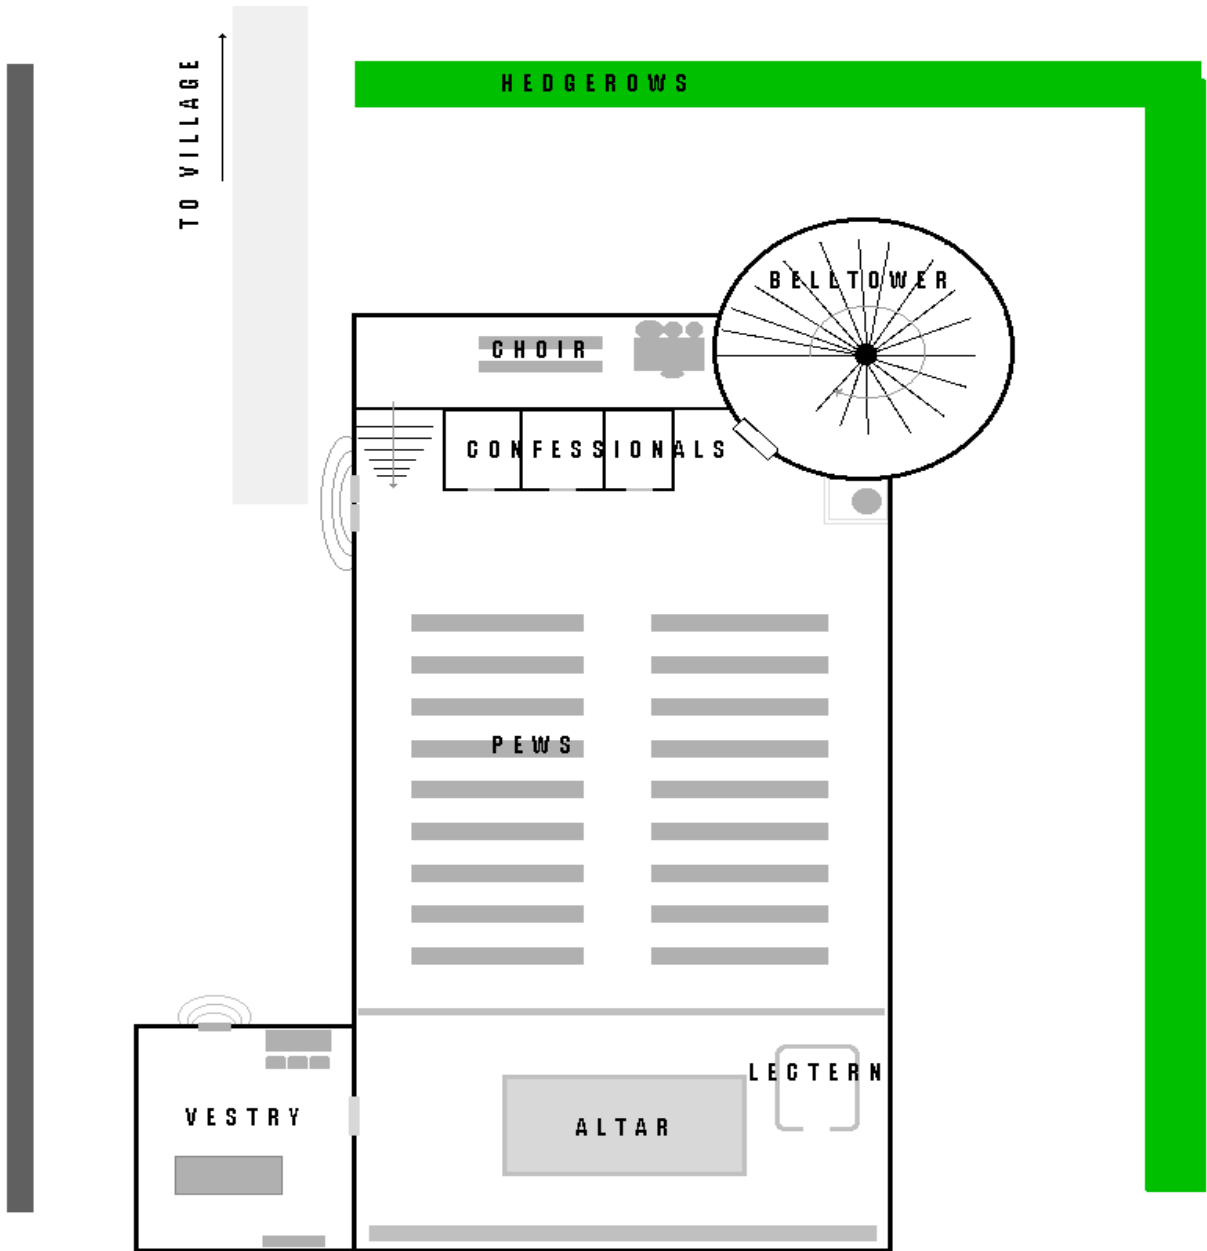 HEDGEROWS
TO VILLAGE
BELLTOWER
CHOIR
CONFESSIONALS
PEWS
LECTERN
VESTRY
ALTAR